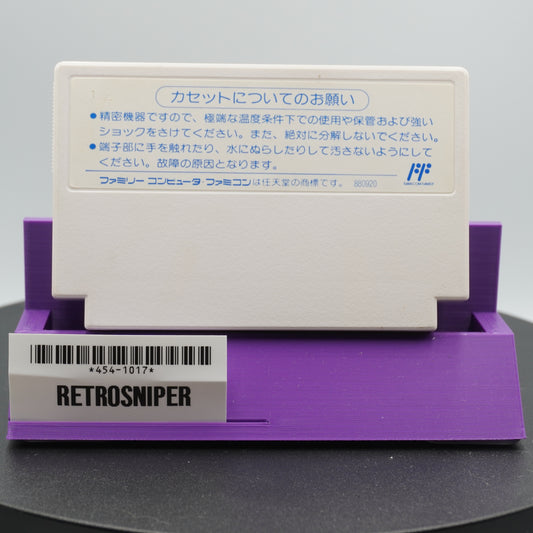 カセットについてのお願い
●精密機器ですので、極端な温度条件下での使用や保管および強い
ショックをさけてください。また、絶対に分解しないでください。
●端子部に手を触れたり、水にぬらしたりして汚さないようにして
ください。故障の原因となります。
ファミリー コンピュータ ファミコンは任天堂の商標です。 880920
FAMICOM FAMILY
*454-1017*
RETROSNIPER